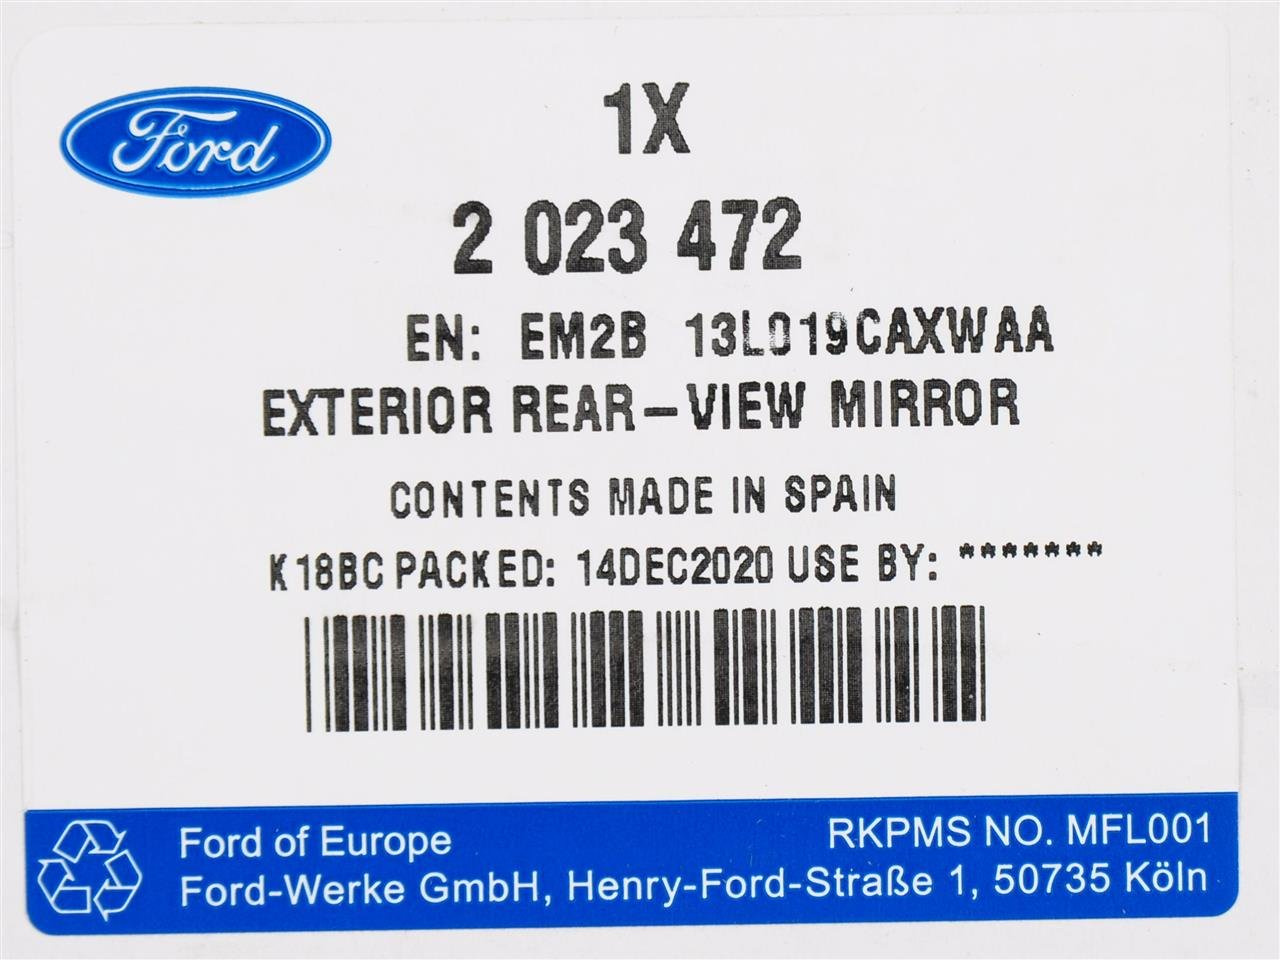 Ford
1X
2 023 472
EN: EM2B 13L019CAXWAA
EXTERIOR REAR-VIEW MIRROR
CONTENTS MADE IN SPAIN
K18BC PACKED: 14DEC2020 USE BY: *******
Ford of Europe
RKPMS NO. MFL001
Ford-Werke GmbH, Henry-Ford-Straße 1, 50735 Köln